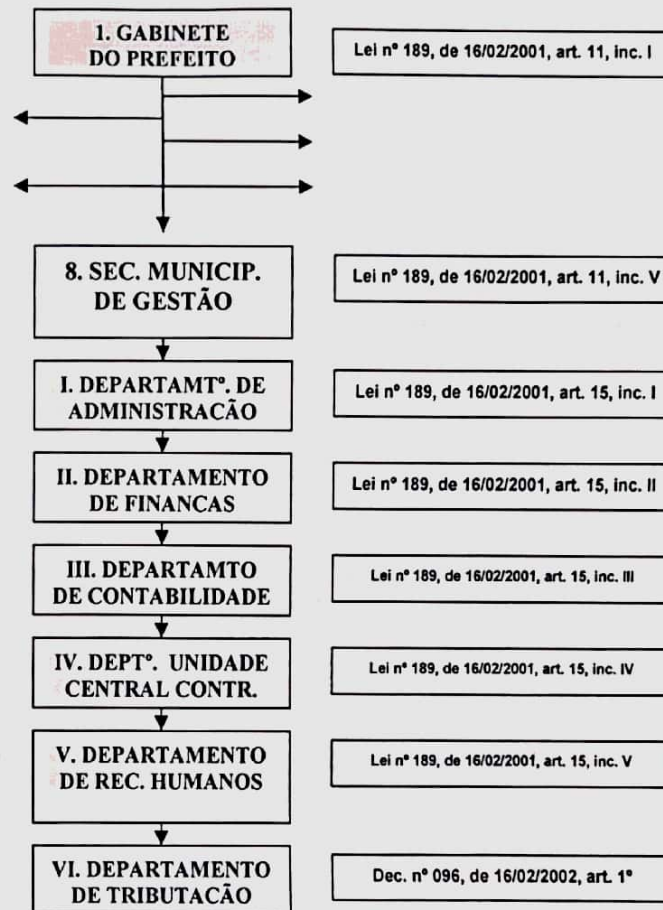 1. GABINETE
DO PREFEITO
Lei nº 189, de 16/02/2001, art. 11, inc. I
8. SEC. MUNICIP.
DE GESTÃO
Lei nº 189, de 16/02/2001, art. 11, inc. V
I. DEPARTAMTº. DE
ADMINISTRACÃO
Lei nº 189, de 16/02/2001, art. 15, inc. I
II. DEPARTAMENTO
DE FINANCAS
Lei nº 189, de 16/02/2001, art. 15, inc. II
III. DEPARTAMTO
DE CONTABILIDADE
Lei nº 189, de 16/02/2001, art. 15, inc. III
IV. DEPTº. UNIDADE
CENTRAL CONTR.
Lei nº 189, de 16/02/2001, art. 15, inc. IV
V. DEPARTAMENTO
DE REC. HUMANOS
Lei nº 189, de 16/02/2001, art. 15, inc. V
VI. DEPARTAMENTO
DE TRIBUTACÃO
Dec. nº 096, de 16/02/2002, art. 1º